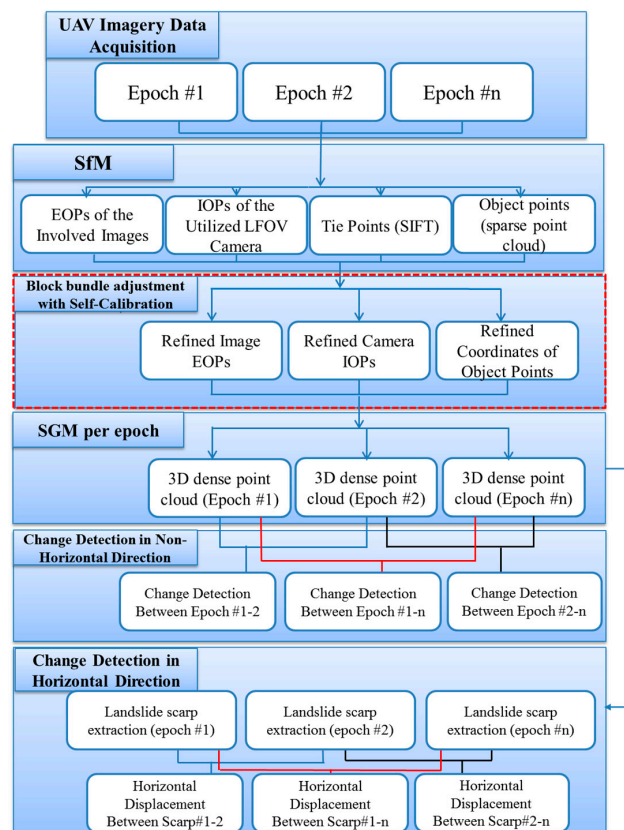 UAV Imagery Data
Acquisition
Epoch #1
Epoch #2
Epoch #n
SfM
EOPs of the
Involved Images
IOPs of the
Utilized LFOV
Camera
Tie Points (SIFT)
Object points
(sparse point
cloud)
Block bundle adjustment
with Self-Calibration
Refined Image
EOPs
Refined Camera
IOPs
Refined
Coordinates of
Object Points
SGM per epoch
3D dense point
cloud (Epoch #1)
3D dense point
cloud (Epoch #2)
3D dense point
cloud (Epoch #n)
Change Detection in Non-
Horizontal Direction
Change Detection
Between Epoch #1-2
Change Detection
Between Epoch #1-n
Change Detection
Between Epoch #2-n
Change Detection in
Horizontal Direction
Landslide scarp
extraction (epoch #1)
Landslide scarp
extraction (epoch #2)
Landslide scarp
extraction (epoch #n)
Horizontal
Displacement
Between Scarp#1-2
Horizontal
Displacement
Between Scarp#1-n
Horizontal
Displacement
Between Scarp#2-n